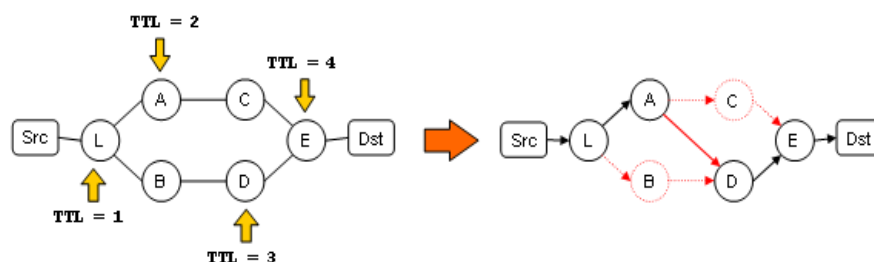 TTL = 2
TTL = 4
A
C
A
C
Src
L
E
Dst
Src
L
E
Dst
B
D
B
D
TTL = 1
TTL = 3